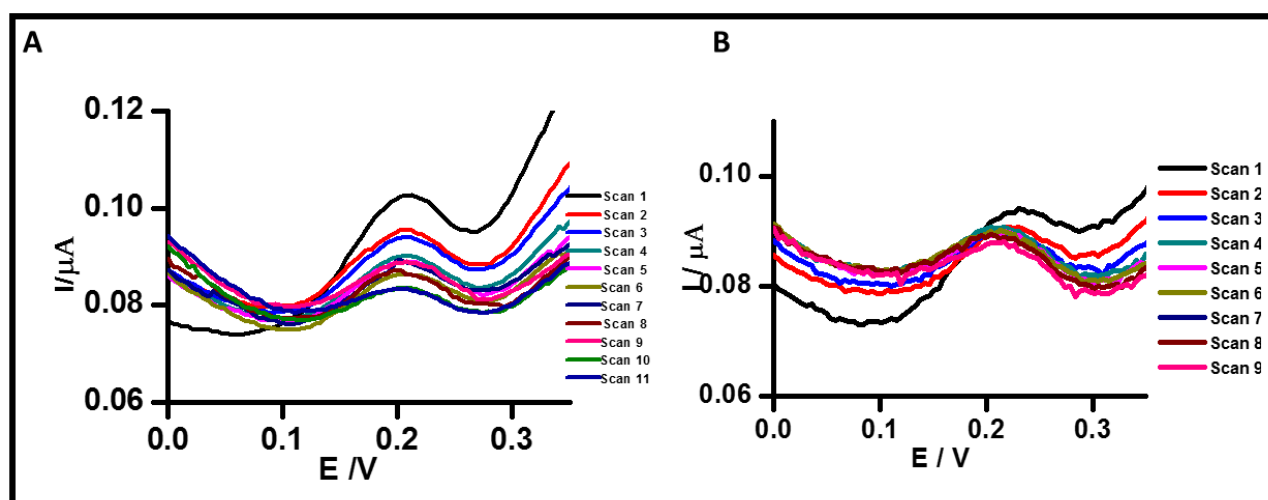 A
I/µA
0.12
0.10
0.08
0.06
0.0 0.1 0.2 0.3
E /V
Scan 1
Scan 2
Scan 3
Scan 4
Scan 5
Scan 6
Scan 7
Scan 8
Scan 9
Scan 10
Scan 11
B
I / µA
0.10
0.08
0.06
0.0 0.1 0.2 0.3
E / V
Scan 1
Scan 2
Scan 3
Scan 4
Scan 5
Scan 6
Scan 7
Scan 8
Scan 9